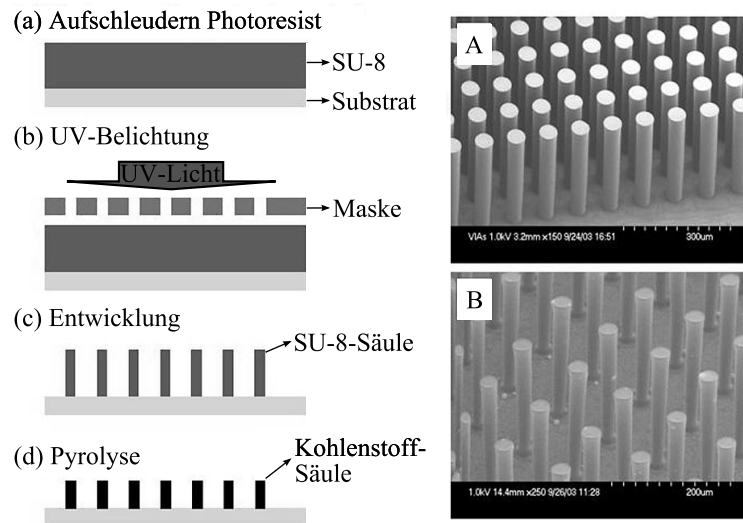 (a) Aufschleudern Photoresist
SU-8
Substrat
(b) UV-Belichtung
UV-Licht
Maske
(c) Entwicklung
SU-8-Säule
(d) Pyrolyse
Kohlenstoff-
Säule
A
VIAs 1.0kV 3.2mm x150 9/24/03 16:51
300um
B
1.0kV 14.4mm x250 9/26/03 11:28
200um